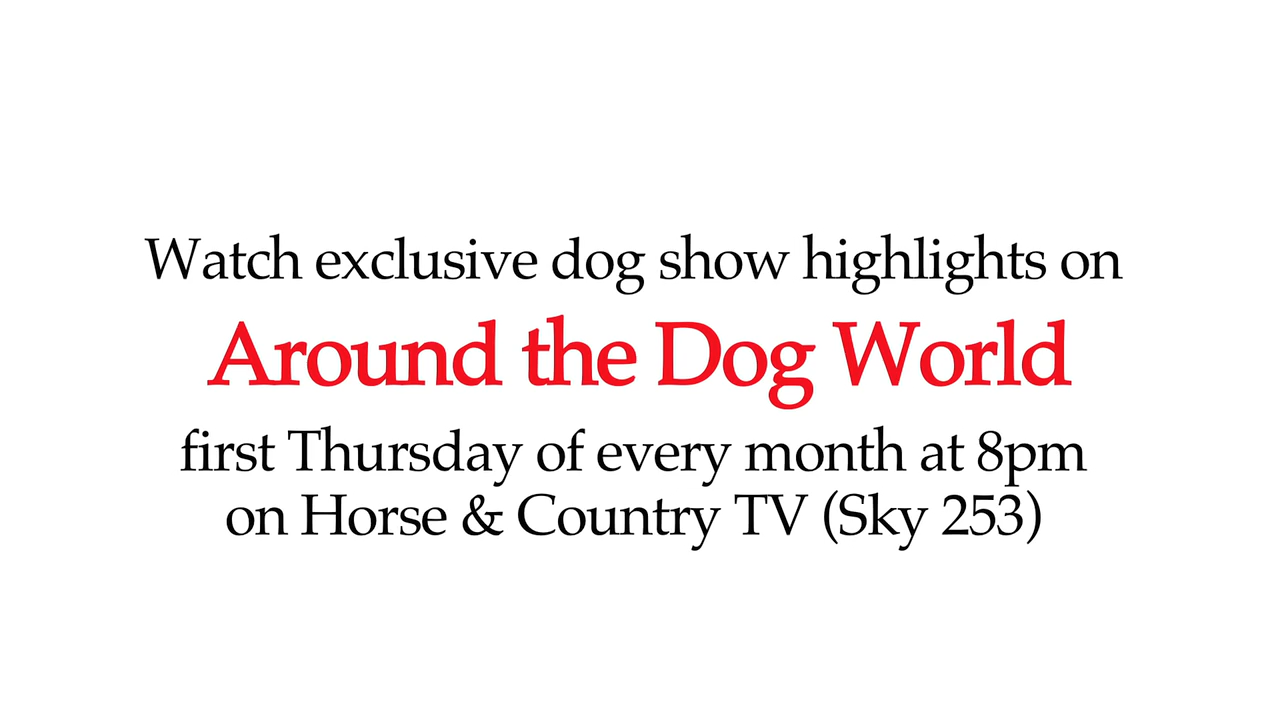 Watch exclusive dog show highlights on
Around the Dog World
first Thursday of every month at 8pm
on Horse & Country TV (Sky 253)